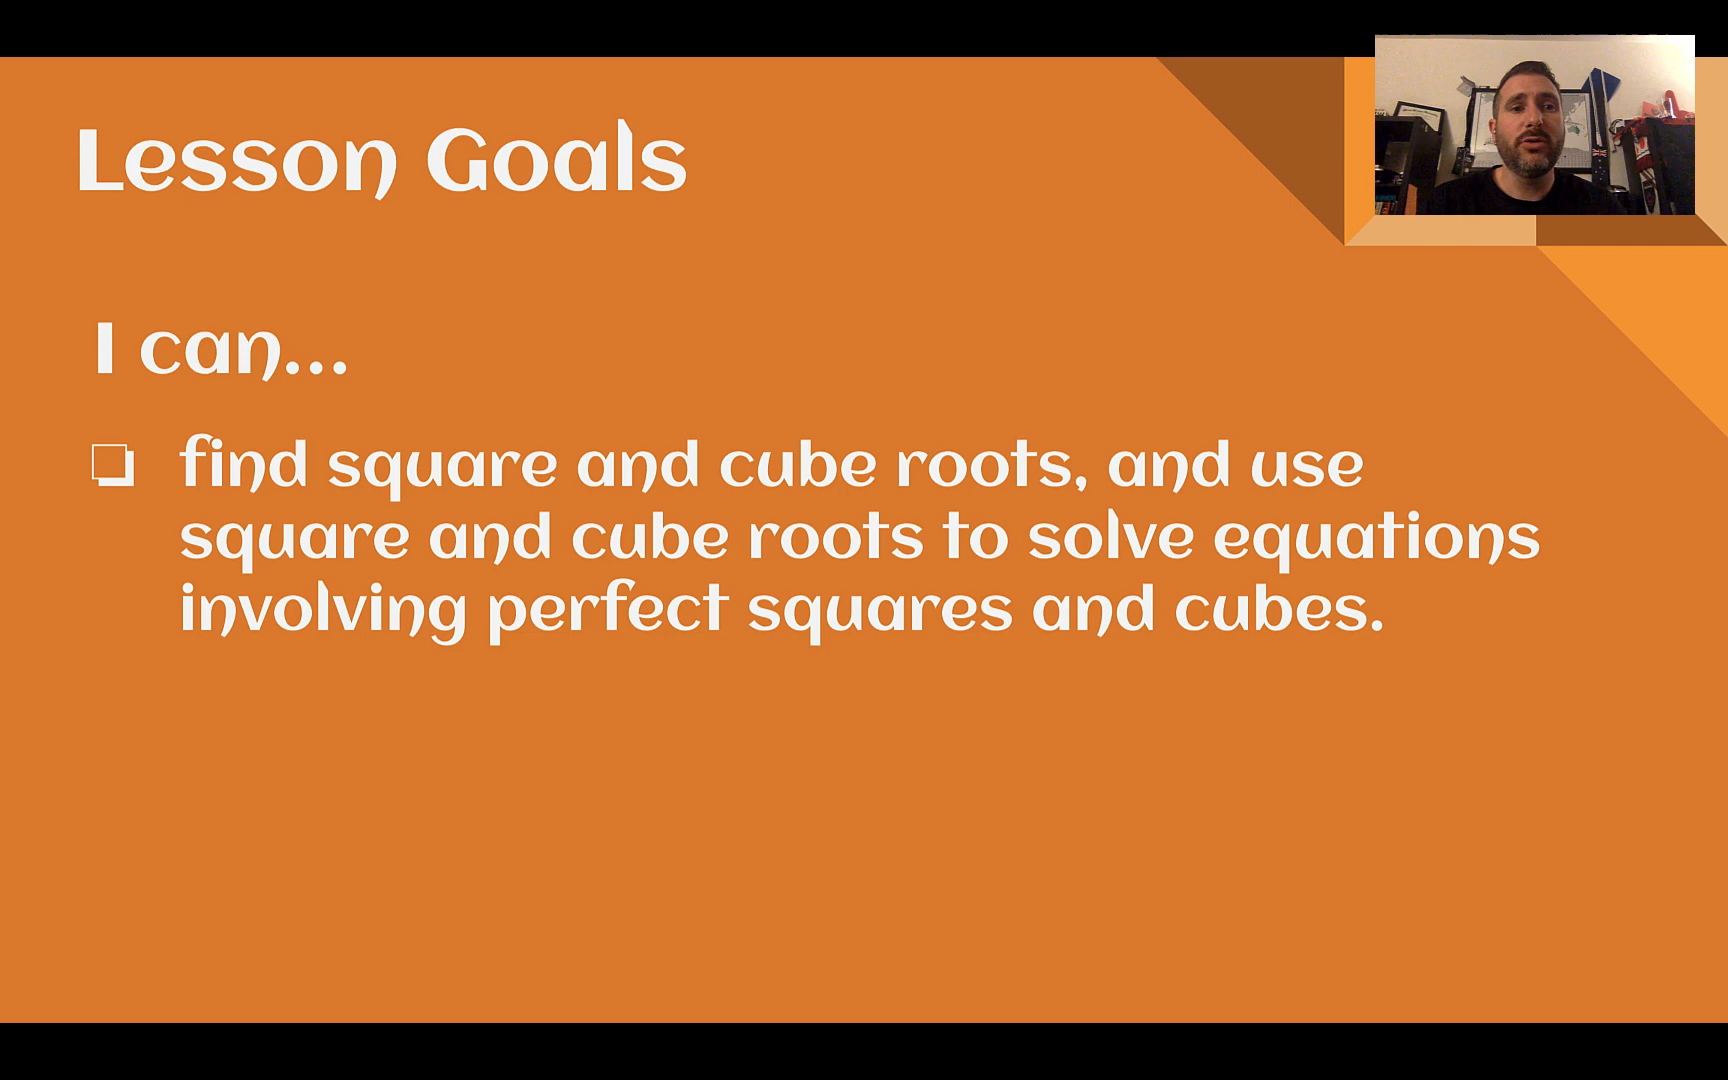 Lesson Goals
I can...
find square and cube roots, and use
square and cube roots to solve equations
involving perfect squares and cubes.